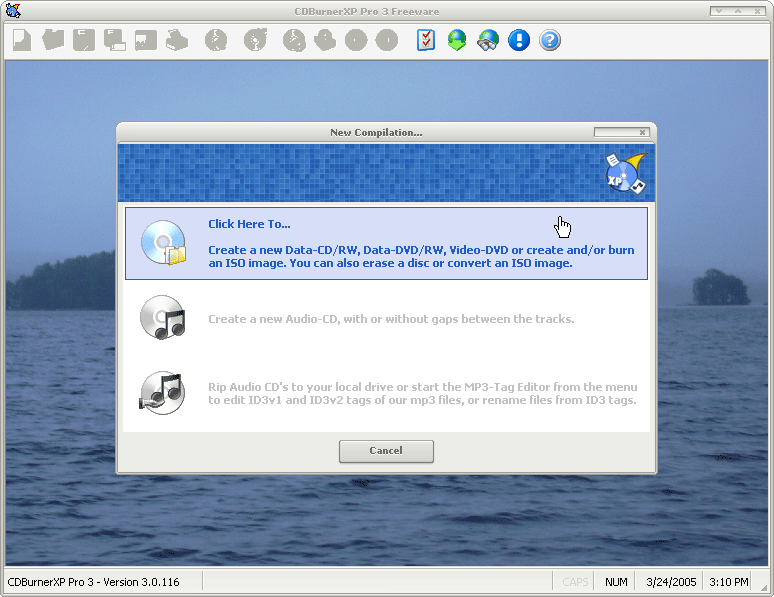 CDBurnerXP Pro 3 Freeware
New Compilation...
XP
Click Here To...
Create a new Data-CD/RW, Data-DVD/RW, Video-DVD or create and/or burn
an ISO image. You can also erase a disc or convert an ISO image.
Create a new Audio-CD, with or without gaps between the tracks.
Rip Audio CD's to your local drive or start the MP3-Tag Editor from the menu
to edit ID3v1 and ID3v2 tags of our mp3 files, or rename files from ID3 tags.
Cancel
CDBurnerXP Pro 3 - Version 3.0.116
CAPS
NUM
3/24/2005
3:10 PM